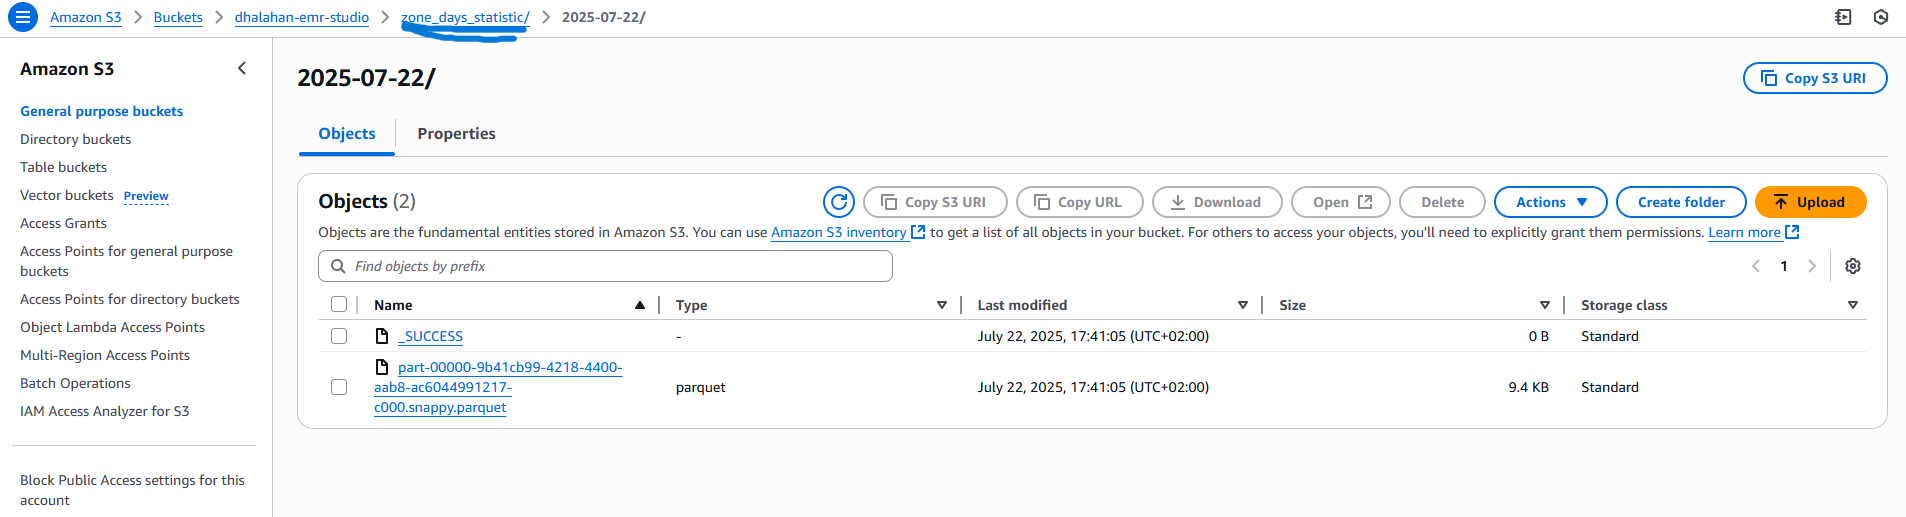 Amazon S3 > Buckets > dhalahan-emr-studio > zone_days_statistic/ > 2025-07-22/
Amazon S3
General purpose buckets
Directory buckets
Table buckets
Vector buckets Preview
Access Grants
Access Points for general purpose
buckets
Access Points for directory buckets
Object Lambda Access Points
Multi-Region Access Points
Batch Operations
IAM Access Analyzer for S3
Block Public Access settings for this
account
2025-07-22/
Copy S3 URI
Objects Properties
Objects (2)
Copy S3 URI Copy URL Download Open Delete Actions Create folder Upload
Objects are the fundamental entities stored in Amazon S3. You can use Amazon S3 inventory to get a list of all objects in your bucket. For others to access your objects, you'll need to explicitly grant them permissions. Learn more
Find objects by prefix
1
Name Type Last modified Size Storage class
_SUCCESS - July 22, 2025, 17:41:05 (UTC+02:00) 0 B Standard
part-00000-9b41cb99-4218-4400-
aab8-ac6044991217- parquet July 22, 2025, 17:41:05 (UTC+02:00) 9.4 KB Standard
c000.snappy.parquet